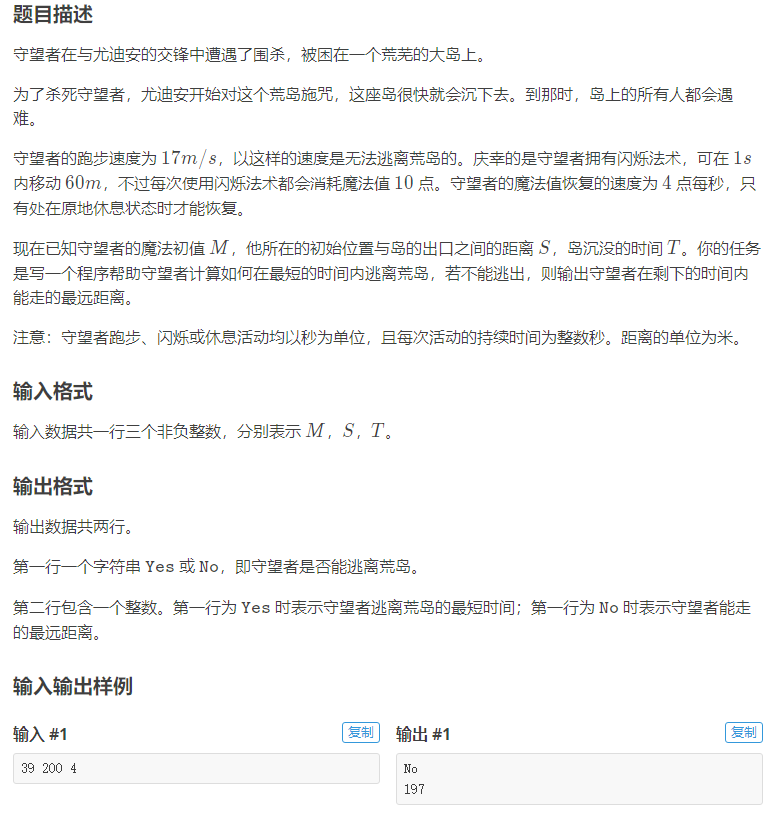 题目描述
守望者在与尤迪安的交锋中遭遇了围杀，被困在一个荒芜的大岛上。
为了杀死守望者，尤迪安开始对这个荒岛施咒，这座岛很快就会沉下去。到那时，岛上的所有人都会遇
难。
守望者的跑步速度为 17m/s，以这样的速度是无法逃离荒岛的。庆幸的是守望者拥有闪烁法术，可在 1s
内移动 60m，不过每次使用闪烁法术都会消耗魔法值 10 点。守望者的魔法值恢复的速度为 4 点每秒，只
有处在原地休息状态时才能恢复。
现在已知守望者的魔法初值 M，他所在的初始位置与岛的出口之间的距离 S，岛沉没的时间 T。你的任务
是写一个程序帮助守望者计算如何在最短的时间内逃离荒岛，若不能逃出，则输出守望者在剩下的时间内
能走的最远距离。
注意：守望者跑步、闪烁或休息活动均以秒为单位，且每次活动的持续时间为整数秒。距离的单位为米。
输入格式
输入数据共一行三个非负整数，分别表示 M，S，T。
输出格式
输出数据共两行。
第一行一个字符串 Yes 或 No，即守望者是否能逃离荒岛。
第二行包含一个整数。第一行为 Yes 时表示守望者逃离荒岛的最短时间；第一行为 No 时表示守望者能走
的最远距离。
输入输出样例
输入 #1 复制
39 200 4
输出 #1 复制
No
197